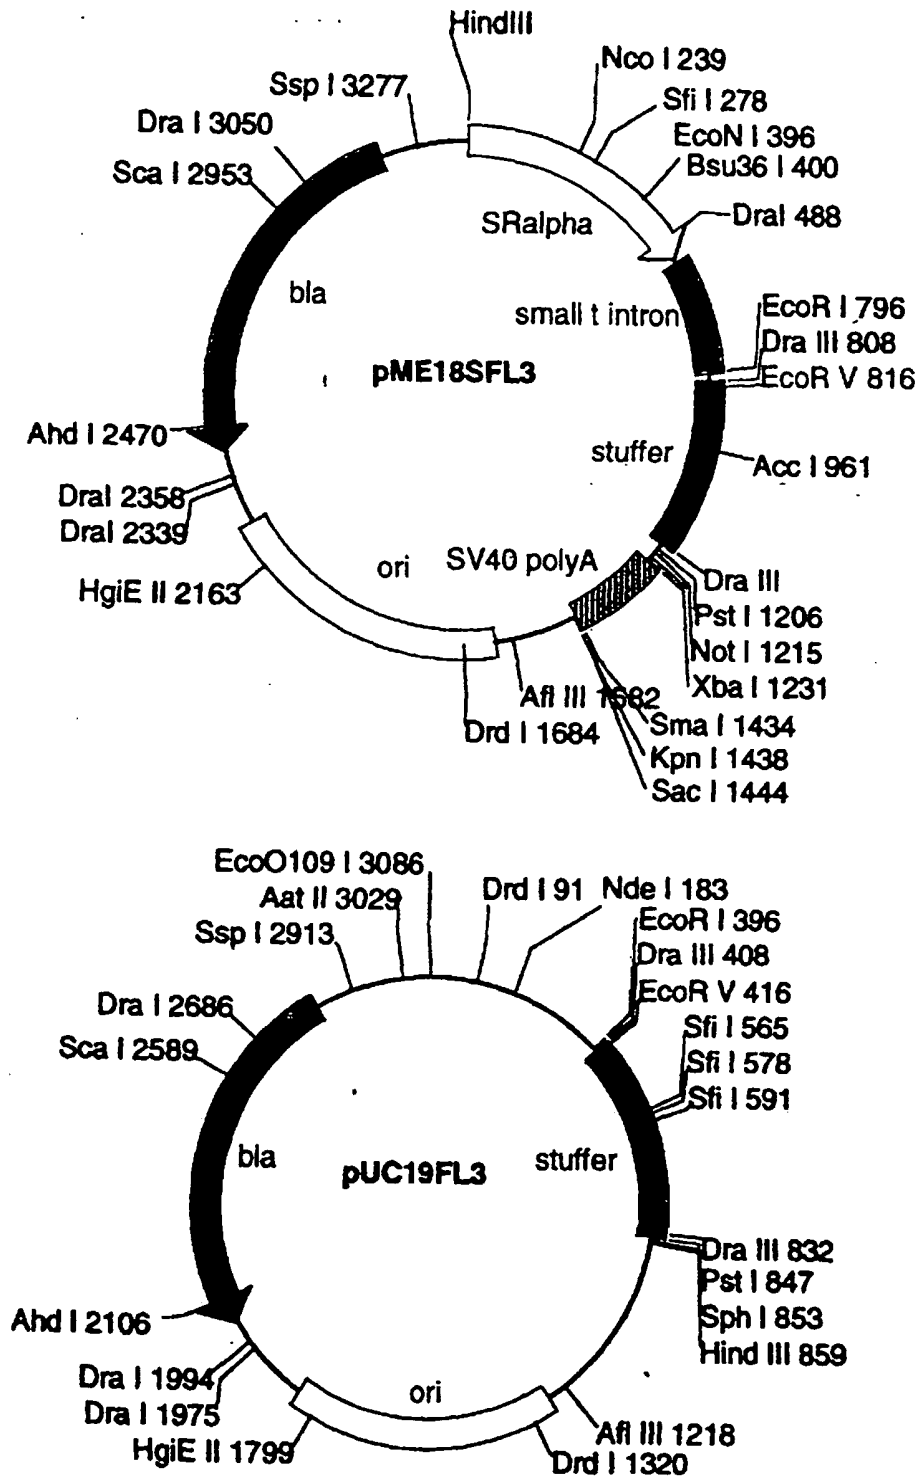 HindIII
Nco I 239
Ssp I 3277
Sfi I 278
Dra I 3050
EcoN I 396
Sca I 2953
Bsu36 I 400
DraI 488
SRalpha
bla
small t intron
EcoR I 796
Dra III 808
pME18SFL3
EcoR V 816
Ahd I 2470
stuffer
Acc I 961
DraI 2358
DraI 2339
ori
SV40 polyA
HgiE II 2163
Dra III
Pst I 1206
Not I 1215
Xba I 1231
Afl III 1682
Drd I 1684
Sma I 1434
Kpn I 1438
Sac I 1444
EcoO109 I 3086
Aat II 3029
Drd I 91
Nde I 183
Ssp I 2913
EcoR I 396
Dra III 408
EcoR V 416
Dra I 2686
Sfi I 565
Sca I 2589
Sfi I 578
Sfi I 591
bla
pUC19FL3
stuffer
Dra III 832
Pst I 847
Sph I 853
Hind III 859
Ahd I 2106
Dra I 1994
Dra I 1975
ori
HgiE II 1799
Afl III 1218
Drd I 1320